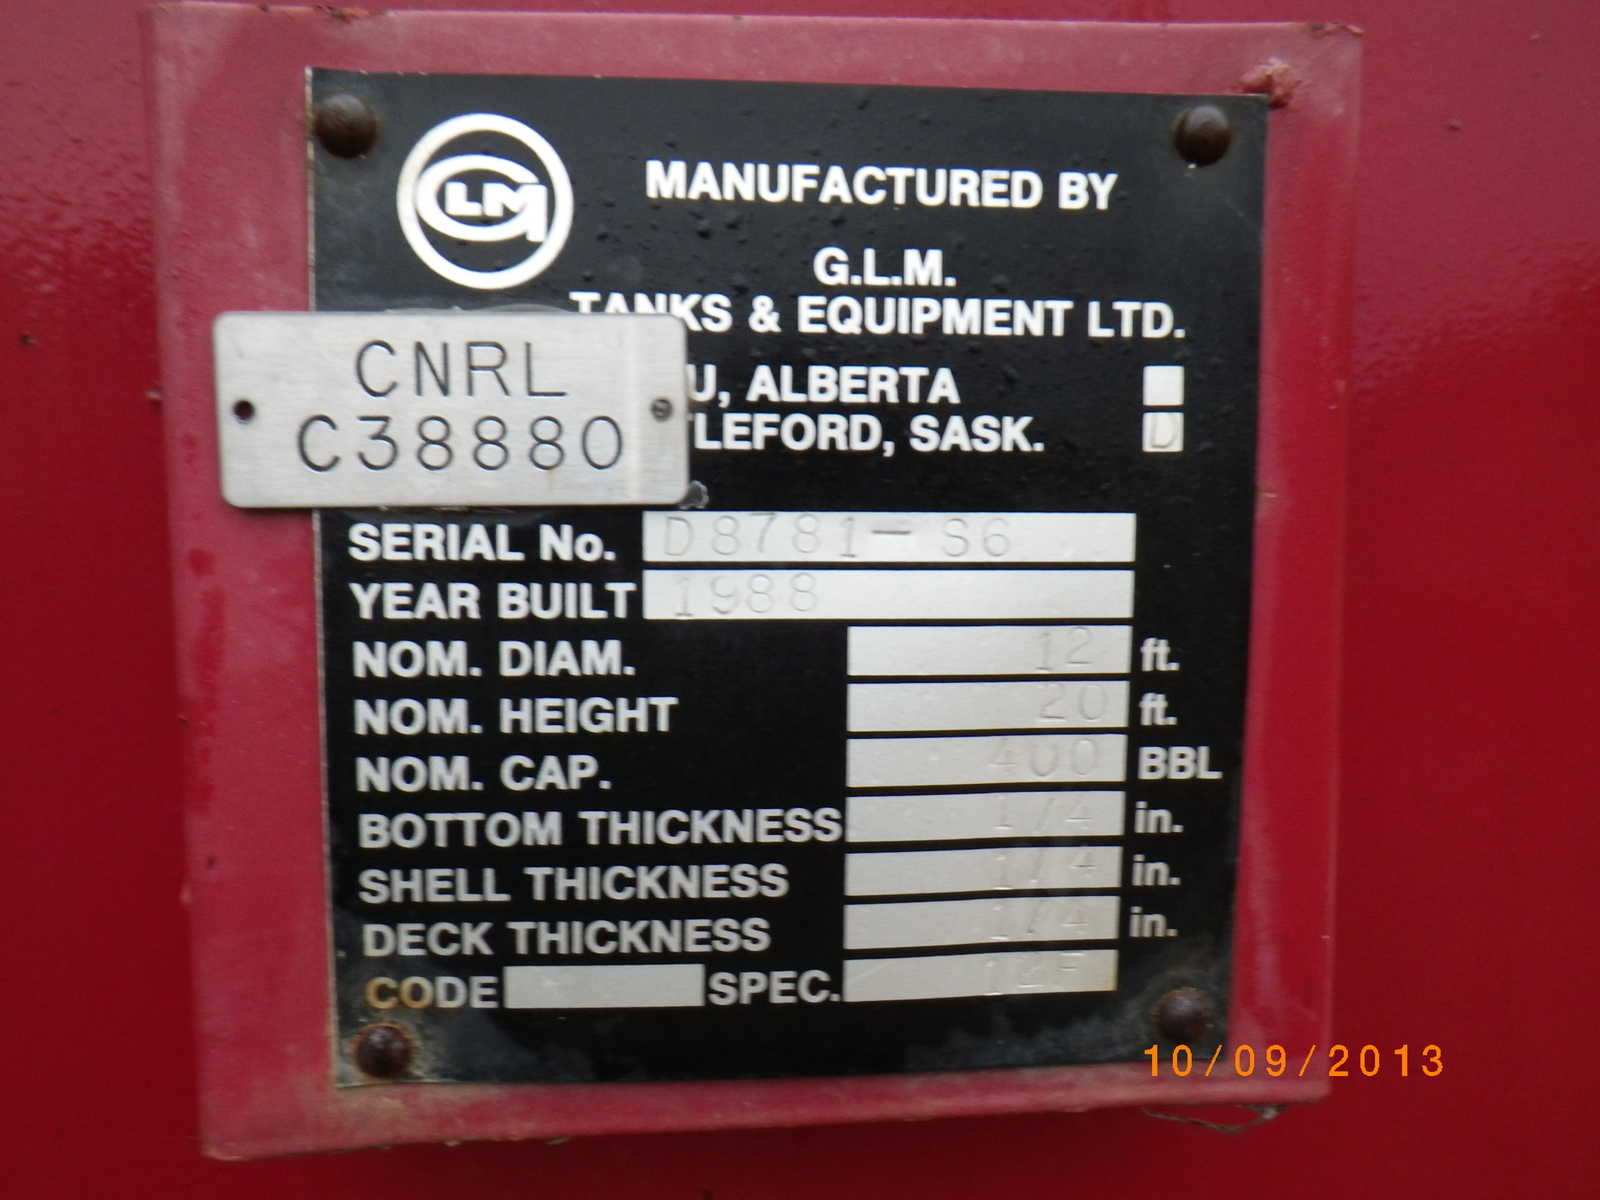 GLM
MANUFACTURED BY
G.L.M.
TANKS & EQUIPMENT LTD.
CNRL
C38880
U, ALBERTA
TLEFORD, SASK. D
SERIAL No. D8781-S6
YEAR BUILT 1988
NOM. DIAM. 12 ft.
NOM. HEIGHT 20 ft.
NOM. CAP. 400 BBL
BOTTOM THICKNESS 1/4 in.
SHELL THICKNESS 1/4 in.
DECK THICKNESS 1/4 in.
CODE SPEC. 12F
10/09/2013